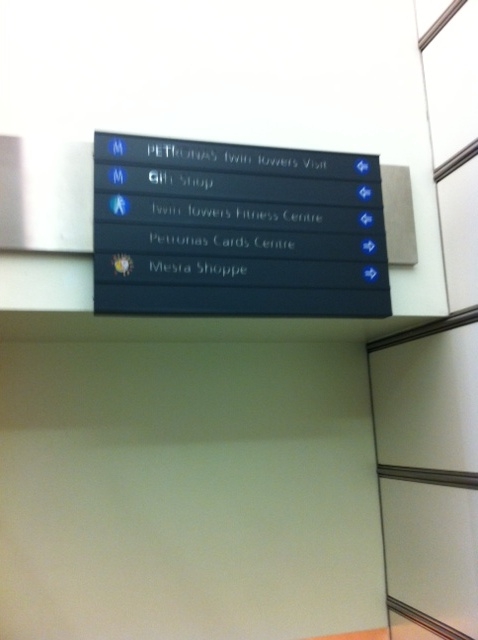 M PETRONAS Twin Towers Visit ←
M Gift Shop ←
Twin Towers Fitness Centre ←
Petronas Cards Centre →
Mesra Shoppe →